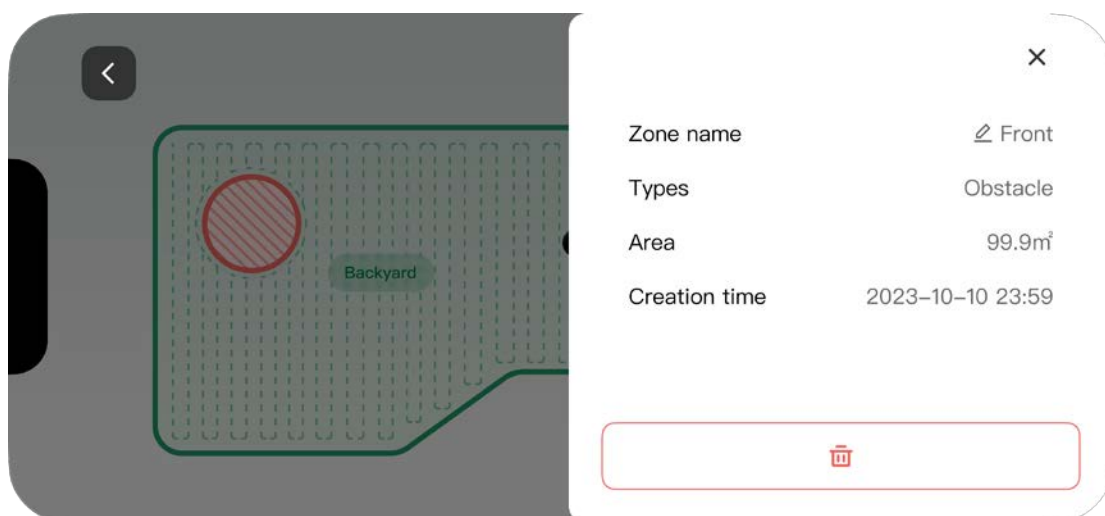 Backyard
Zone name Front
Types Obstacle
Area 99.9㎡
Creation time 2023-10-10 23:59